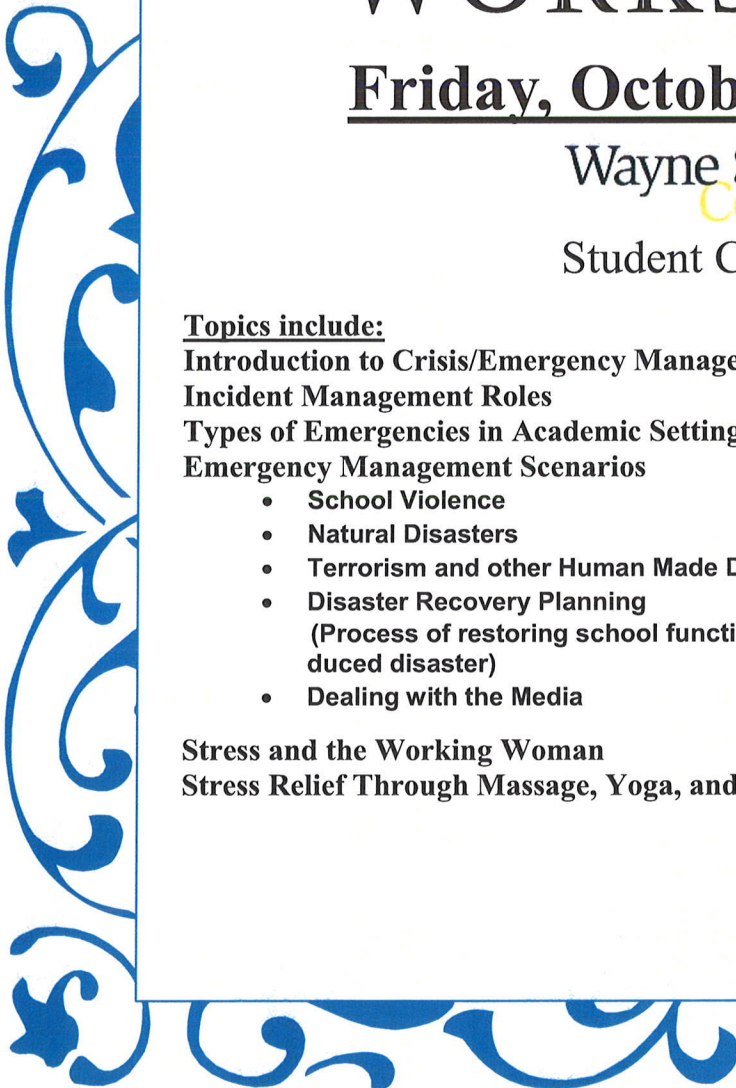 WORKS
Friday, Octob
Wayne
Student C
Topics include:
Introduction to Crisis/Emergency Manage
Incident Management Roles
Types of Emergencies in Academic Setting
Emergency Management Scenarios
• School Violence
• Natural Disasters
• Terrorism and other Human Made D
• Disaster Recovery Planning
(Process of restoring school functi
duced disaster)
• Dealing with the Media
Stress and the Working Woman
Stress Relief Through Massage, Yoga, and